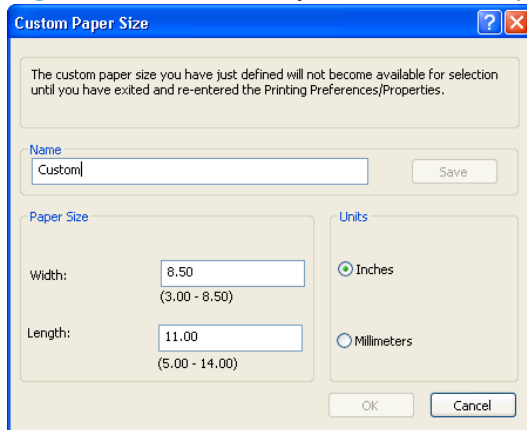 Custom Paper Size
The custom paper size you have just defined will not become available for selection
until you have exited and re-entered the Printing Preferences/Properties.
Name
Custom
Save
Paper Size
Width:
8.50
(3.00 - 8.50)
Length:
11.00
(5.00 - 14.00)
Units
Inches
Millimeters
OK
Cancel